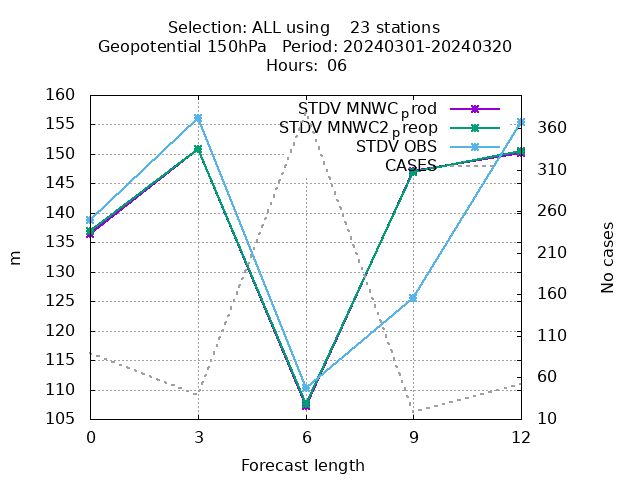 Selection: ALL using    23 stations
Geopotential 150hPa   Period: 20240301-20240320
Hours:  06
STDV MNWCprod
STDV MNWC2preop
STDV OBS
CASES
160
155
150
145
140
135
130
125
120
115
110
105
m
360
310
260
210
160
110
60
10
No cases
0 3 6 9 12
Forecast length